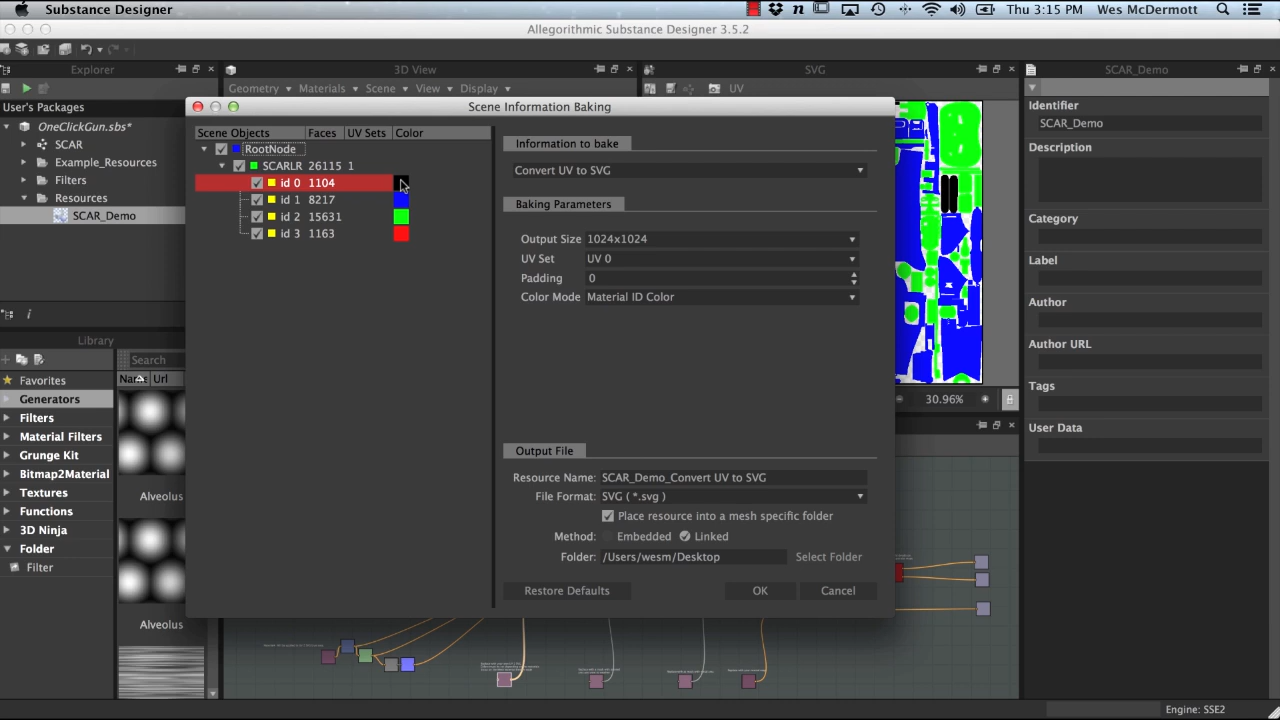 Substance Designer
Thu 3:15 PM Wes McDermott
Allegorithmic Substance Designer 3.5.2
Explorer
3D View
SVG
SCAR_Demo
Geometry Materials Scene View Display
UV
User's Packages
OneClickGun.sbs*
SCAR
Example_Resources
Filters
Resources
SCAR_Demo
Scene Information Baking
Scene Objects Faces UV Sets Color
RootNode
SCARLR 26115 1
id 0 1104
id 1 8217
id 2 15631
id 3 1163
Information to bake
Convert UV to SVG
Baking Parameters
Output Size 1024x1024
UV Set UV 0
Padding 0
Color Mode Material ID Color
Output File
Resource Name: SCAR_Demo_Convert UV to SVG
File Format: SVG ( *.svg )
Place resource into a mesh specific folder
Method: Embedded Linked
Folder: /Users/wesm/Desktop Select Folder
Restore Defaults OK Cancel
Identifier
SCAR_Demo
Description
Category
Label
Author
Author URL
Tags
User Data
30.96%
Library
Search
Name Url
Favorites
Generators
Filters
Material Filters
Grunge Kit
Bitmap2Material
Textures
Functions
3D Ninja
Folder
Filter
Alveolus
Alveolus
Engine: SSE2